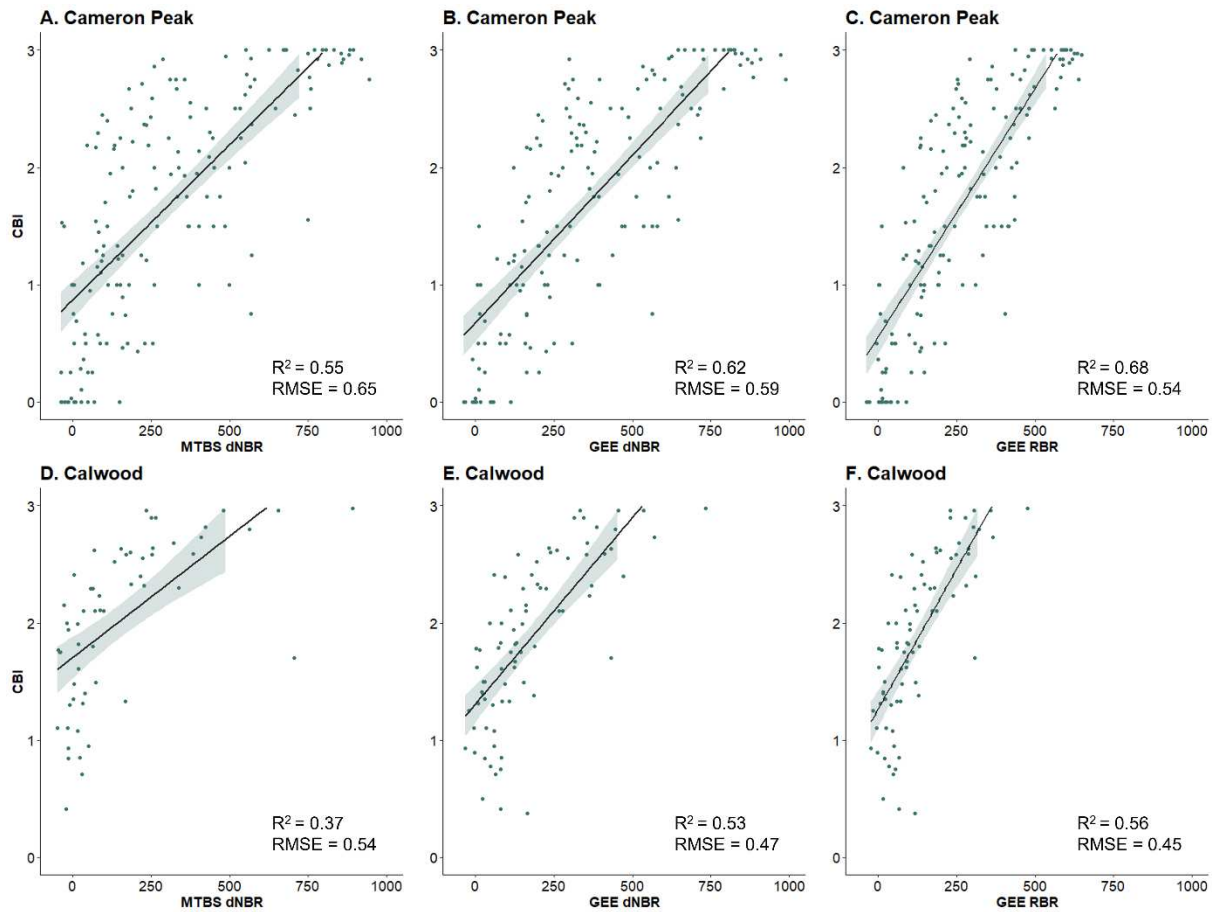 A. Cameron Peak
B. Cameron Peak
C. Cameron Peak
3
2
1
0
CBI
R² = 0.55
RMSE = 0.65
R² = 0.62
RMSE = 0.59
R² = 0.68
RMSE = 0.54
0 250 500 750 1000
MTBS dNBR
0 250 500 750 1000
GEE dNBR
0 250 500 750 1000
GEE RBR
D. Calwood
E. Calwood
F. Calwood
3
2
1
0
CBI
R² = 0.37
RMSE = 0.54
R² = 0.53
RMSE = 0.47
R² = 0.56
RMSE = 0.45
0 250 500 750 1000
MTBS dNBR
0 250 500 750 1000
GEE dNBR
0 250 500 750 1000
GEE RBR